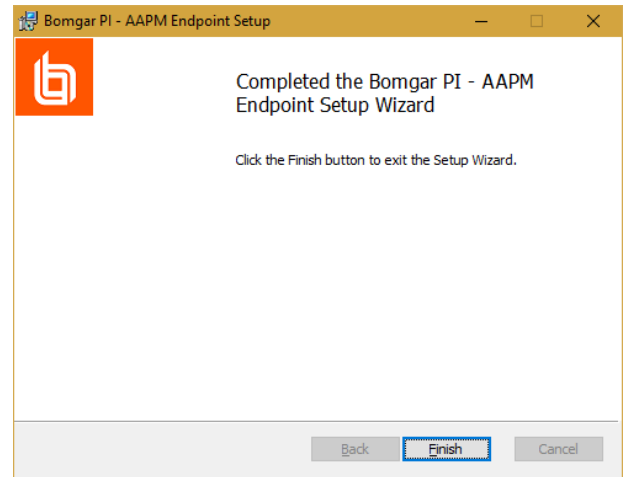 Bomgar PI - AAPM Endpoint Setup
Completed the Bomgar PI - AAPM
Endpoint Setup Wizard
Click the Finish button to exit the Setup Wizard.
Back Finish Cancel